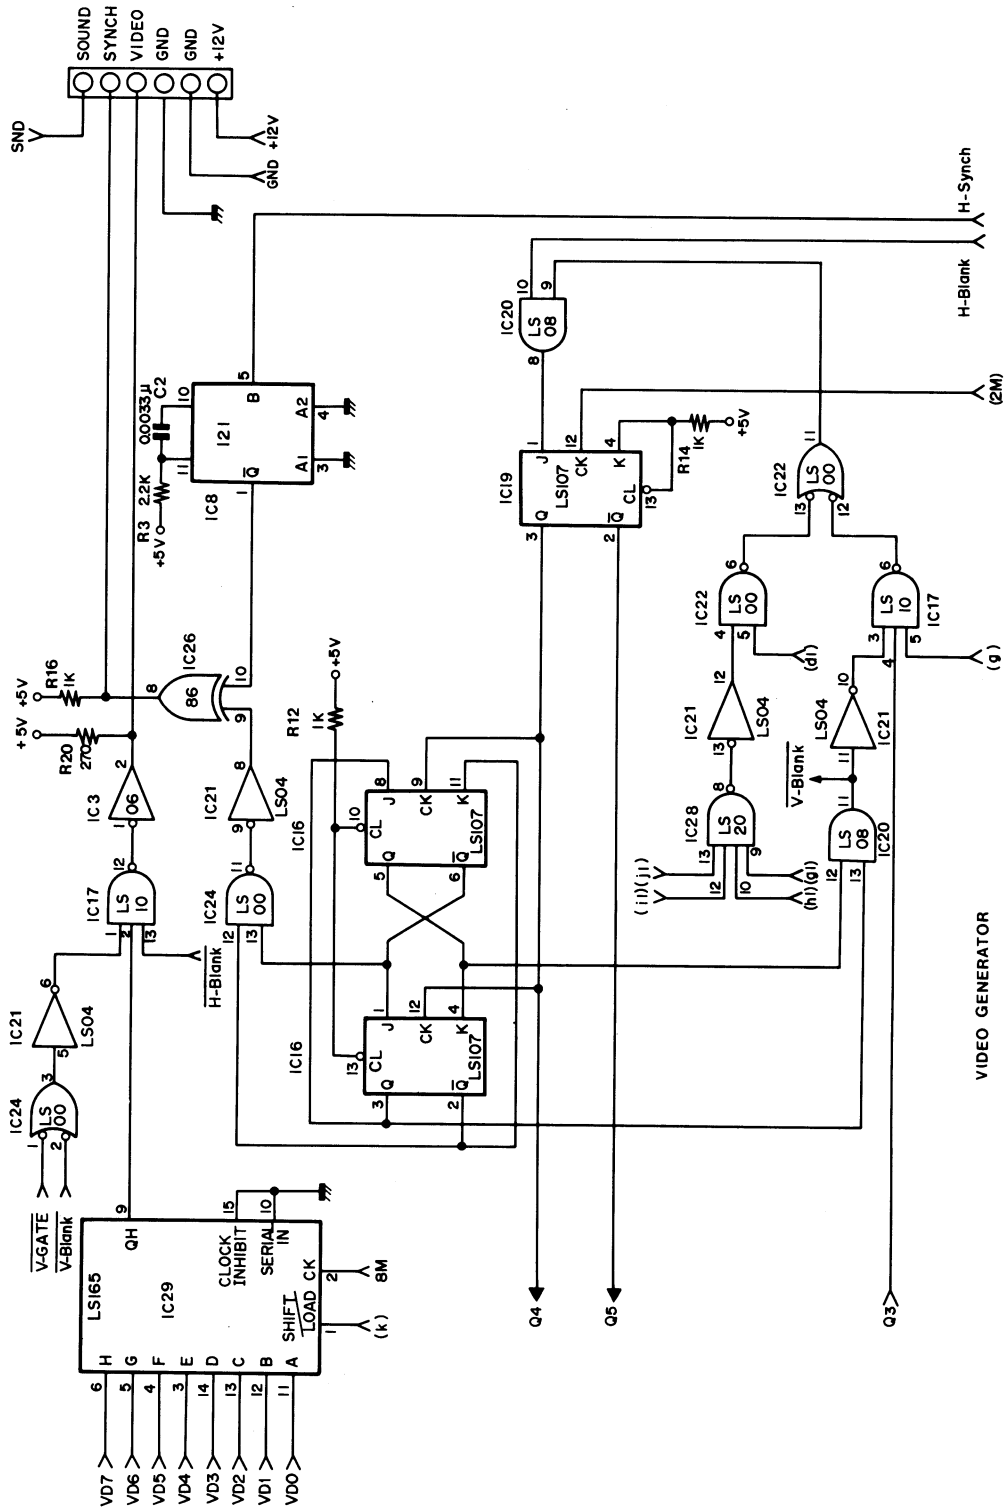 SOUND
SYNCH
VIDEO
GND
GND
+12V
SND
+12V
GND
H-Synch
H-Blank
(2M)
+5V
R16
1K
+5V
R20
270
R3
2.2K
+5V
0.0033μ
C2
11
10
121
B
5
Q
1
A1
A2
3
4
IC8
IC26
86
8
9
10
IC3
06
1
2
IC17
LS
10
12
1
2
13
H-Blank
IC21
LS04
5
6
IC24
LS
00
3
1
2
V-GATE
V-Blank
IC21
LS04
9
8
IC24
LS
00
11
12
13
R12
1K
+5V
IC16
J
8
CK
9
K
11
CL
10
Q
5
Q
6
LS107
IC16
J
1
CK
12
K
4
CL
13
Q
3
Q
2
LS107
LS165
IC29
QH
9
CLOCK
INHIBIT
15
SERIAL
IN
10
SHIFT/
LOAD
1
CK
2
(k)
8M
H
G
F
E
D
C
B
A
6
5
4
3
14
13
12
11
VD7
VD6
VD5
VD4
VD3
VD2
VD1
VD0
IC20
LS
08
10
9
8
IC19
LS107
J
1
CK
12
K
4
CL
13
Q
3
Q
2
R14
1K
+5V
IC22
LS
00
11
13
12
IC22
LS
00
6
4
5
(d1)
IC21
LS04
13
12
IC28
LS
20
8
13
12
10
9
(i1)
(j1)
(h1)
(g1)
IC17
LS
10
6
3
4
5
(g)
LS04
IC21
10
11
V-Blank
LS
08
IC20
11
12
13
Q4
Q5
Q3
VIDEO GENERATOR